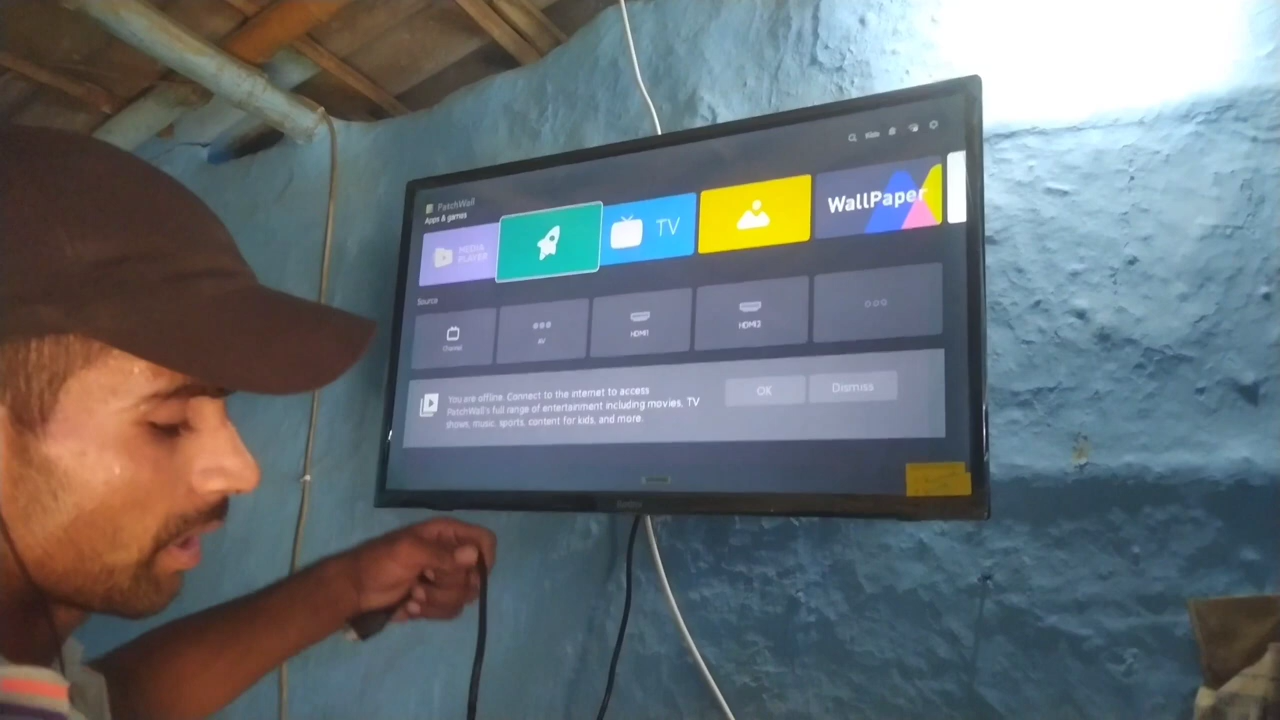 PatchWall
Apps & games
MEDIA
PLAYER
TV
WallPaper
Source
Channel
AV
HDMI1
HDMI2
You are offline. Connect to the internet to access
PatchWall's full range of entertainment including movies, TV
shows, music, sports, content for kids, and more.
OK
Dismiss